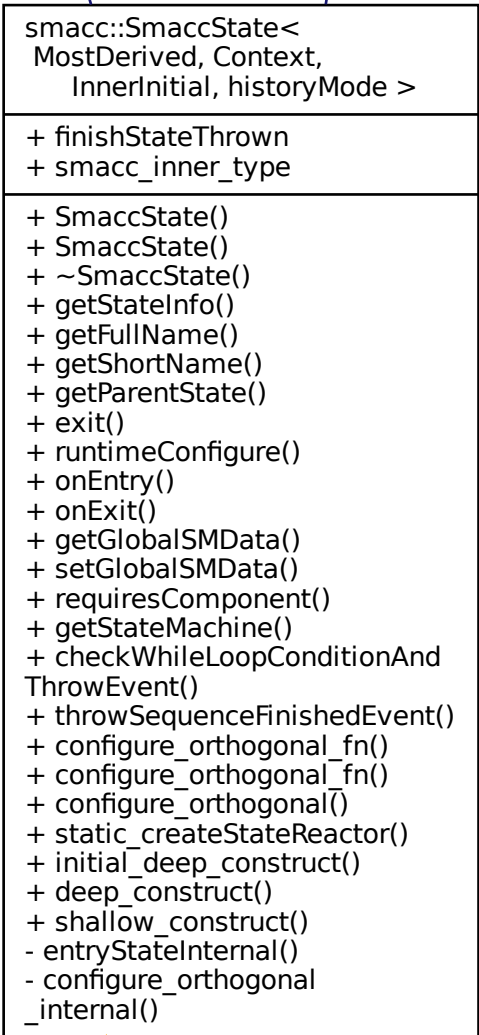 smacc::SmaccState<
MostDerived, Context,
InnerInitial, historyMode >
+ finishStateThrown
+ smacc_inner_type
+ SmaccState()
+ SmaccState()
+ ~SmaccState()
+ getStateInfo()
+ getFullName()
+ getShortName()
+ getParentState()
+ exit()
+ runtimeConfigure()
+ onEntry()
+ onExit()
+ getGlobalSMData()
+ setGlobalSMData()
+ requiresComponent()
+ getStateMachine()
+ checkWhileLoopConditionAnd
ThrowEvent()
+ throwSequenceFinishedEvent()
+ configure_orthogonal_fn()
+ configure_orthogonal_fn()
+ configure_orthogonal()
+ static_createStateReactor()
+ initial_deep_construct()
+ deep_construct()
+ shallow_construct()
- entryStateInternal()
- configure_orthogonal
_internal()